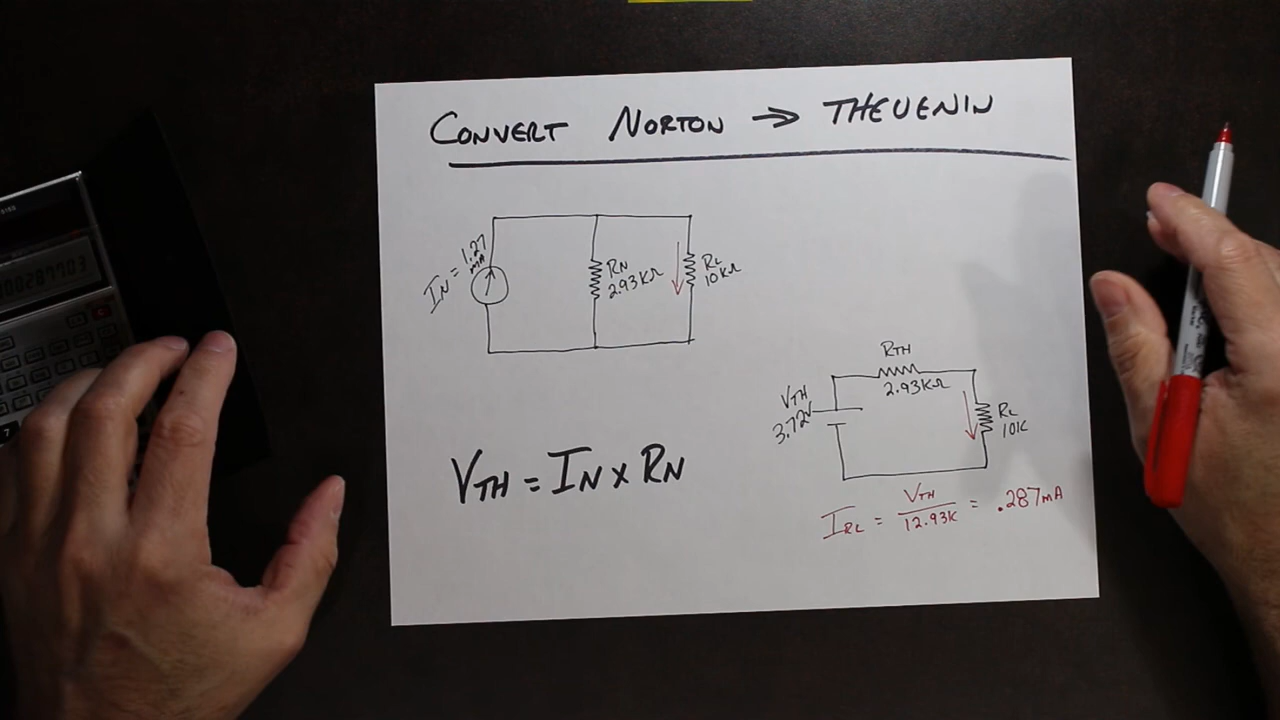 CONVERT NORTON → THEVENIN
IN = 1.27 mA
RN
2.93KΩ
RL
10KΩ
RTH
2.93KΩ
VTH
3.72V
RL
10K
VTH = IN x RN
IRL = VTH / 12.93K = .287mA